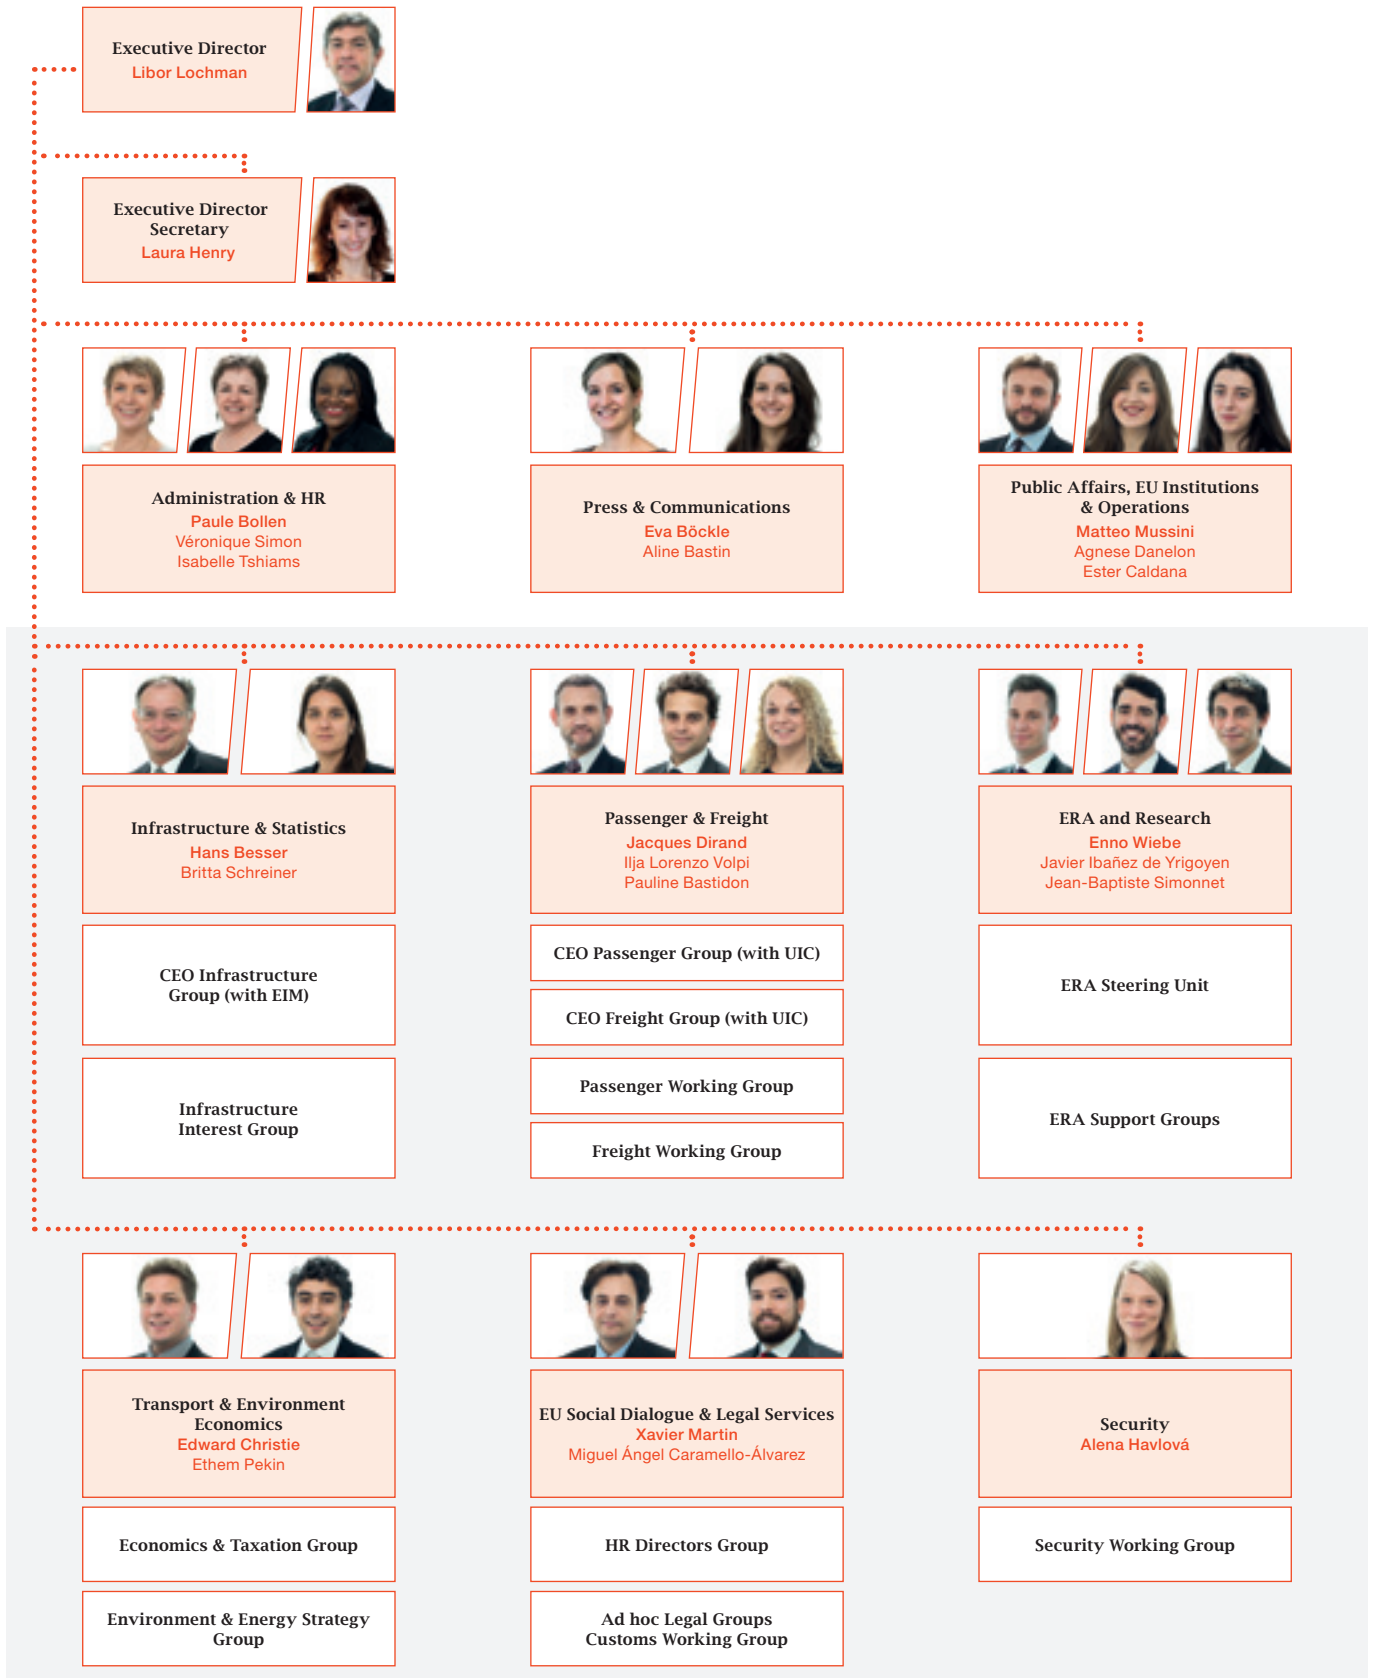 Executive Director
Libor Lochman
Executive Director
Secretary
Laura Henry
Administration & HR
Paule Bollen
Véronique Simon
Isabelle Tshiams
Press & Communications
Eva Böckle
Aline Bastin
Public Affairs, EU Institutions
& Operations
Matteo Mussini
Agnese Danelon
Ester Caldana
Infrastructure & Statistics
Hans Besser
Britta Schreiner
Passenger & Freight
Jacques Dirand
Ilja Lorenzo Volpi
Pauline Bastidon
ERA and Research
Enno Wiebe
Javier Ibañez de Yrigoyen
Jean-Baptiste Simonnet
CEO Infrastructure
Group (with EIM)
CEO Passenger Group (with UIC)
CEO Freight Group (with UIC)
ERA Steering Unit
Infrastructure
Interest Group
Passenger Working Group
Freight Working Group
ERA Support Groups
Transport & Environment
Economics
Edward Christie
Ethem Pekin
EU Social Dialogue & Legal Services
Xavier Martin
Miguel Ángel Caramello-Álvarez
Security
Alena Havlová
Economics & Taxation Group
HR Directors Group
Security Working Group
Environment & Energy Strategy
Group
Ad hoc Legal Groups
Customs Working Group